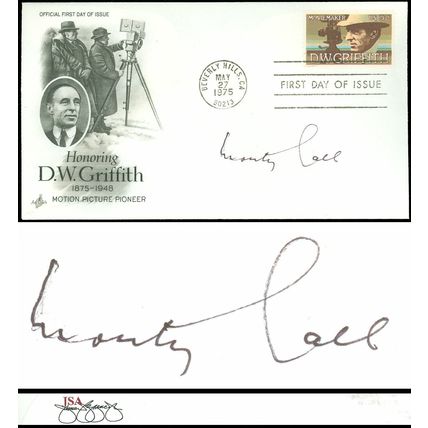 OFFICIAL FIRST DAY OF ISSUE
MOVIEMAKER
D.W. GRIFFITH
BEVERLY HILLS, CA
MAY
27
1975
90213
FIRST DAY OF ISSUE
Honoring
D.W. Griffith
1875-1948
MOTION PICTURE PIONEER
ArtCraft
Monty Hall
Monty Hall
JSA